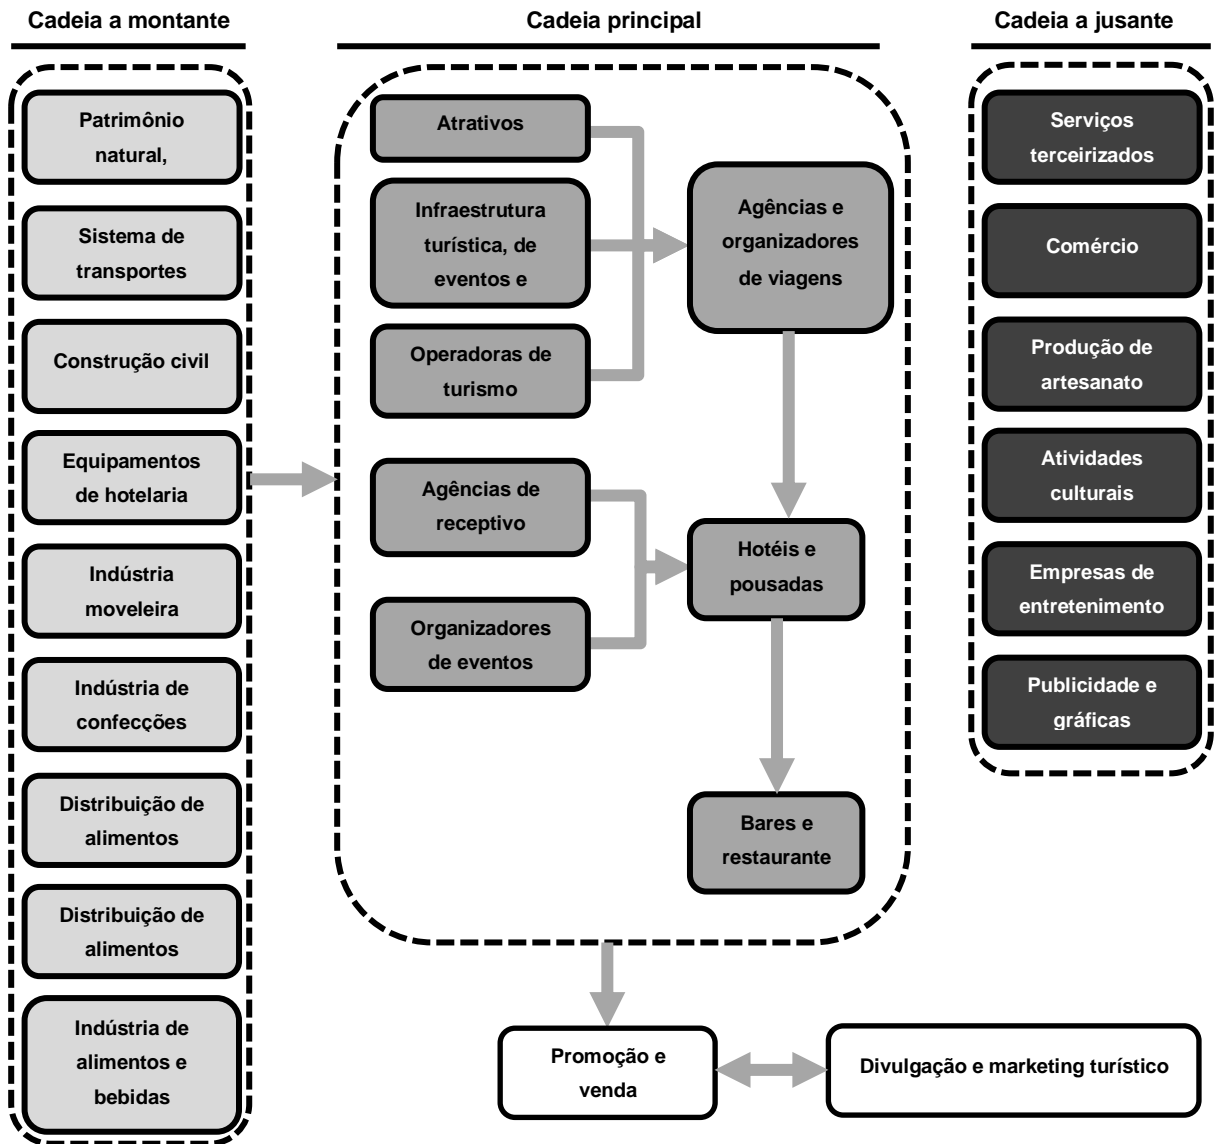 Cadeia a montante
Patrimônio
natural,
Sistema de
transportes
Construção civil
Equipamentos
de hotelaria
Indústria
moveleira
Indústria de
confecções
Distribuição de
alimentos
Distribuição de
alimentos
Indústria de
alimentos e
bebidas
Cadeia principal
Atrativos
Infraestrutura
turística, de
eventos e
Operadoras de
turismo
Agências de
receptivo
Organizadores
de eventos
Agências e
organizadores
de viagens
Hotéis e
pousadas
Bares e
restaurante
Cadeia a jusante
Serviços
terceirizados
Comércio
Produção de
artesanato
Atividades
culturais
Empresas de
entretenimento
Publicidade e
gráficas
Promoção e
venda
Divulgação e marketing turístico